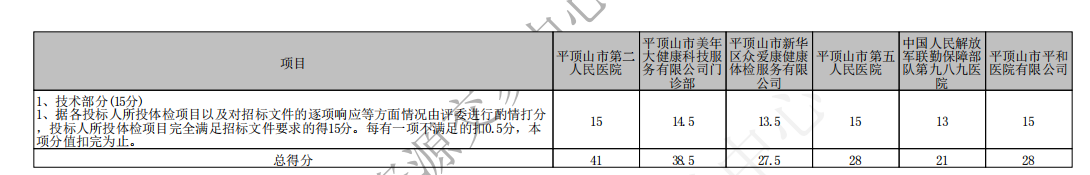 项目
平顶山市第二
人民医院
平顶山市美年
大健康科技服
务有限公司门
诊部
平顶山市新华
区众爱康健康
体检服务有限
公司
平顶山市第五
人民医院
中国人民解放
军联勤保障部
队第九八九医
院
平顶山市平和
医院有限公司
1、技术部分(15分)
1、据各投标人所投体检项目以及对招标文件的逐项响应等方面情况由评委进行酌情打分
，投标人所投体检项目完全满足招标文件要求的得15分。每有一项不满足的扣0.5分，本
项分值扣完为止。
15
14.5
13.5
15
13
15
总得分
41
38.5
27.5
28
21
28
源交
中心